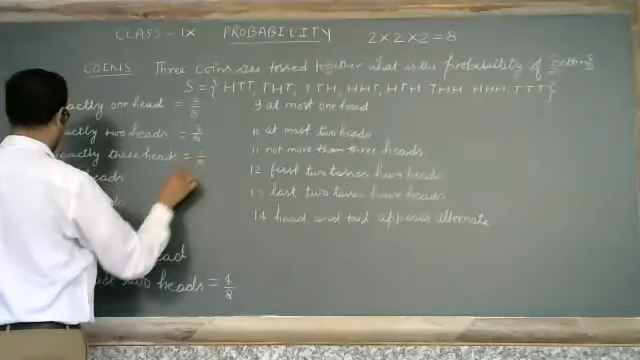 CLASS - IX PROBABILITY 2×2×2=8
COINS Three coins are tossed together what is the probability of
S = { HTT, THT, TTH, HHT, HTH THH HHH, TTT }
exactly one head = 3/8
exactly two heads = 3/8
exactly three heads = 1/8
heads
two heads = 4/8
9 at most one head
10 at most two heads
11 not more than three heads
12 first two tosses have heads
13 last two tosses have heads
14 head and tail appear alternate